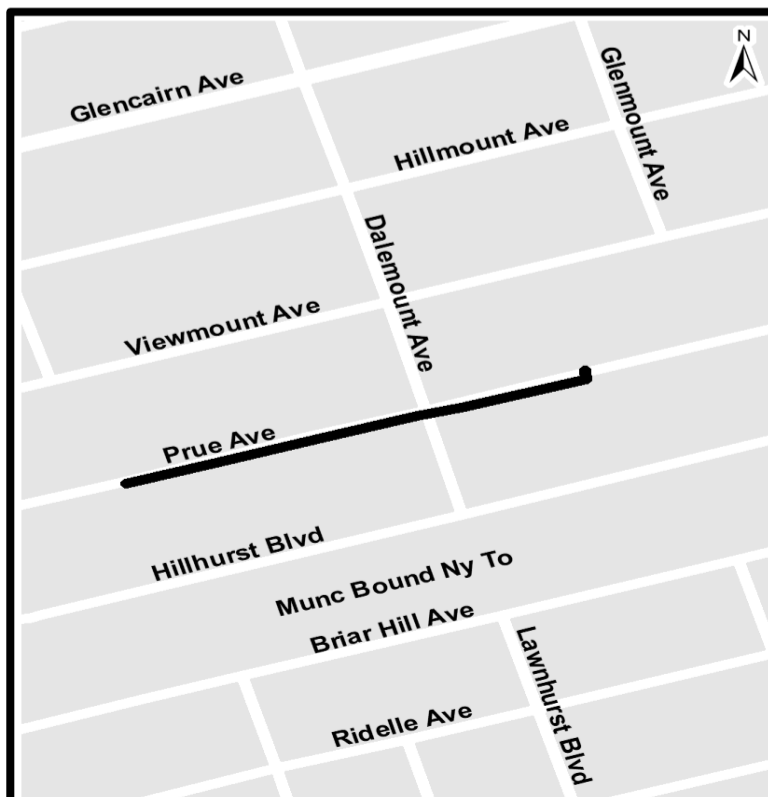 N
Glencairn Ave
Glenmount Ave
Hillmount Ave
Dalemount Ave
Viewmount Ave
Prue Ave
Hillhurst Blvd
Munc Bound Ny To
Briar Hill Ave
Lawnhurst Blvd
Ridelle Ave